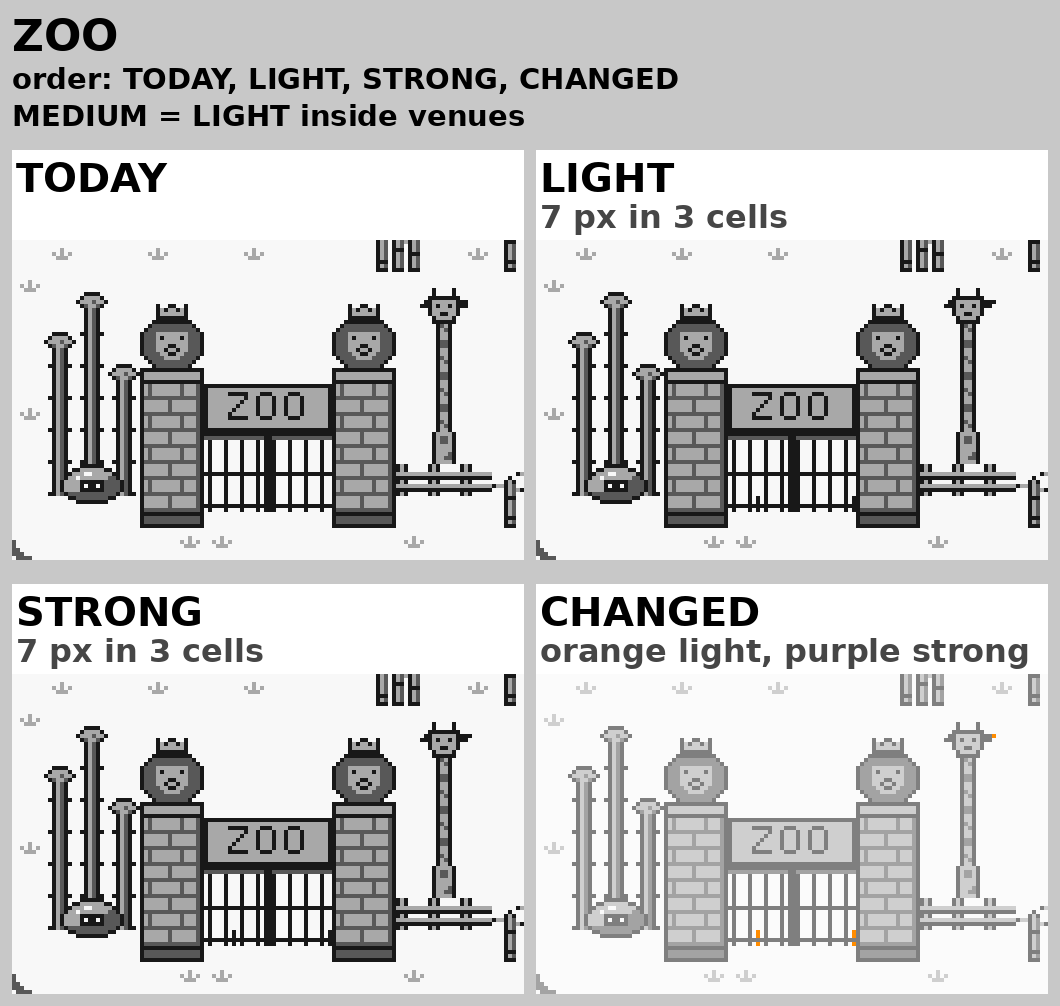 ZOO
order: TODAY, LIGHT, STRONG, CHANGED
MEDIUM = LIGHT inside venues
TODAY
ZOO
LIGHT
7 px in 3 cells
ZOO
STRONG
7 px in 3 cells
ZOO
CHANGED
orange light, purple strong
ZOO